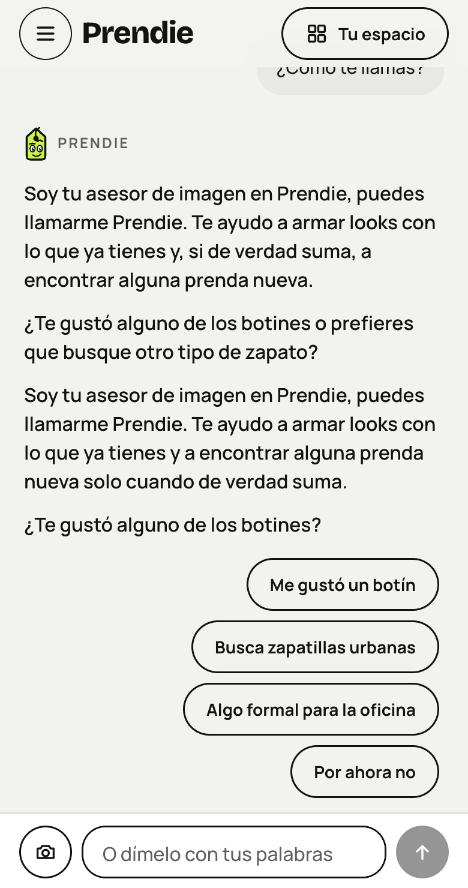 Prendie
Tu espacio
¿Cómo te llamas?
PRENDIE
Soy tu asesor de imagen en Prendie, puedes
llamarme Prendie. Te ayudo a armar looks con
lo que ya tienes y, si de verdad suma, a
encontrar alguna prenda nueva.
¿Te gustó alguno de los botines o prefieres
que busque otro tipo de zapato?
Soy tu asesor de imagen en Prendie, puedes
llamarme Prendie. Te ayudo a armar looks con
lo que ya tienes y a encontrar alguna prenda
nueva solo cuando de verdad suma.
¿Te gustó alguno de los botines?
Me gustó un botín
Busca zapatillas urbanas
Algo formal para la oficina
Por ahora no
O dímelo con tus palabras